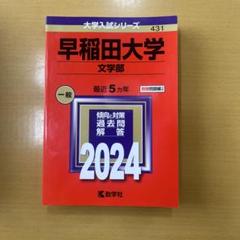 大学入試シリーズ
431
早稲田大学
文学部
最近5カ年
一般
傾向と対策
過去問
解答
2024
教学社